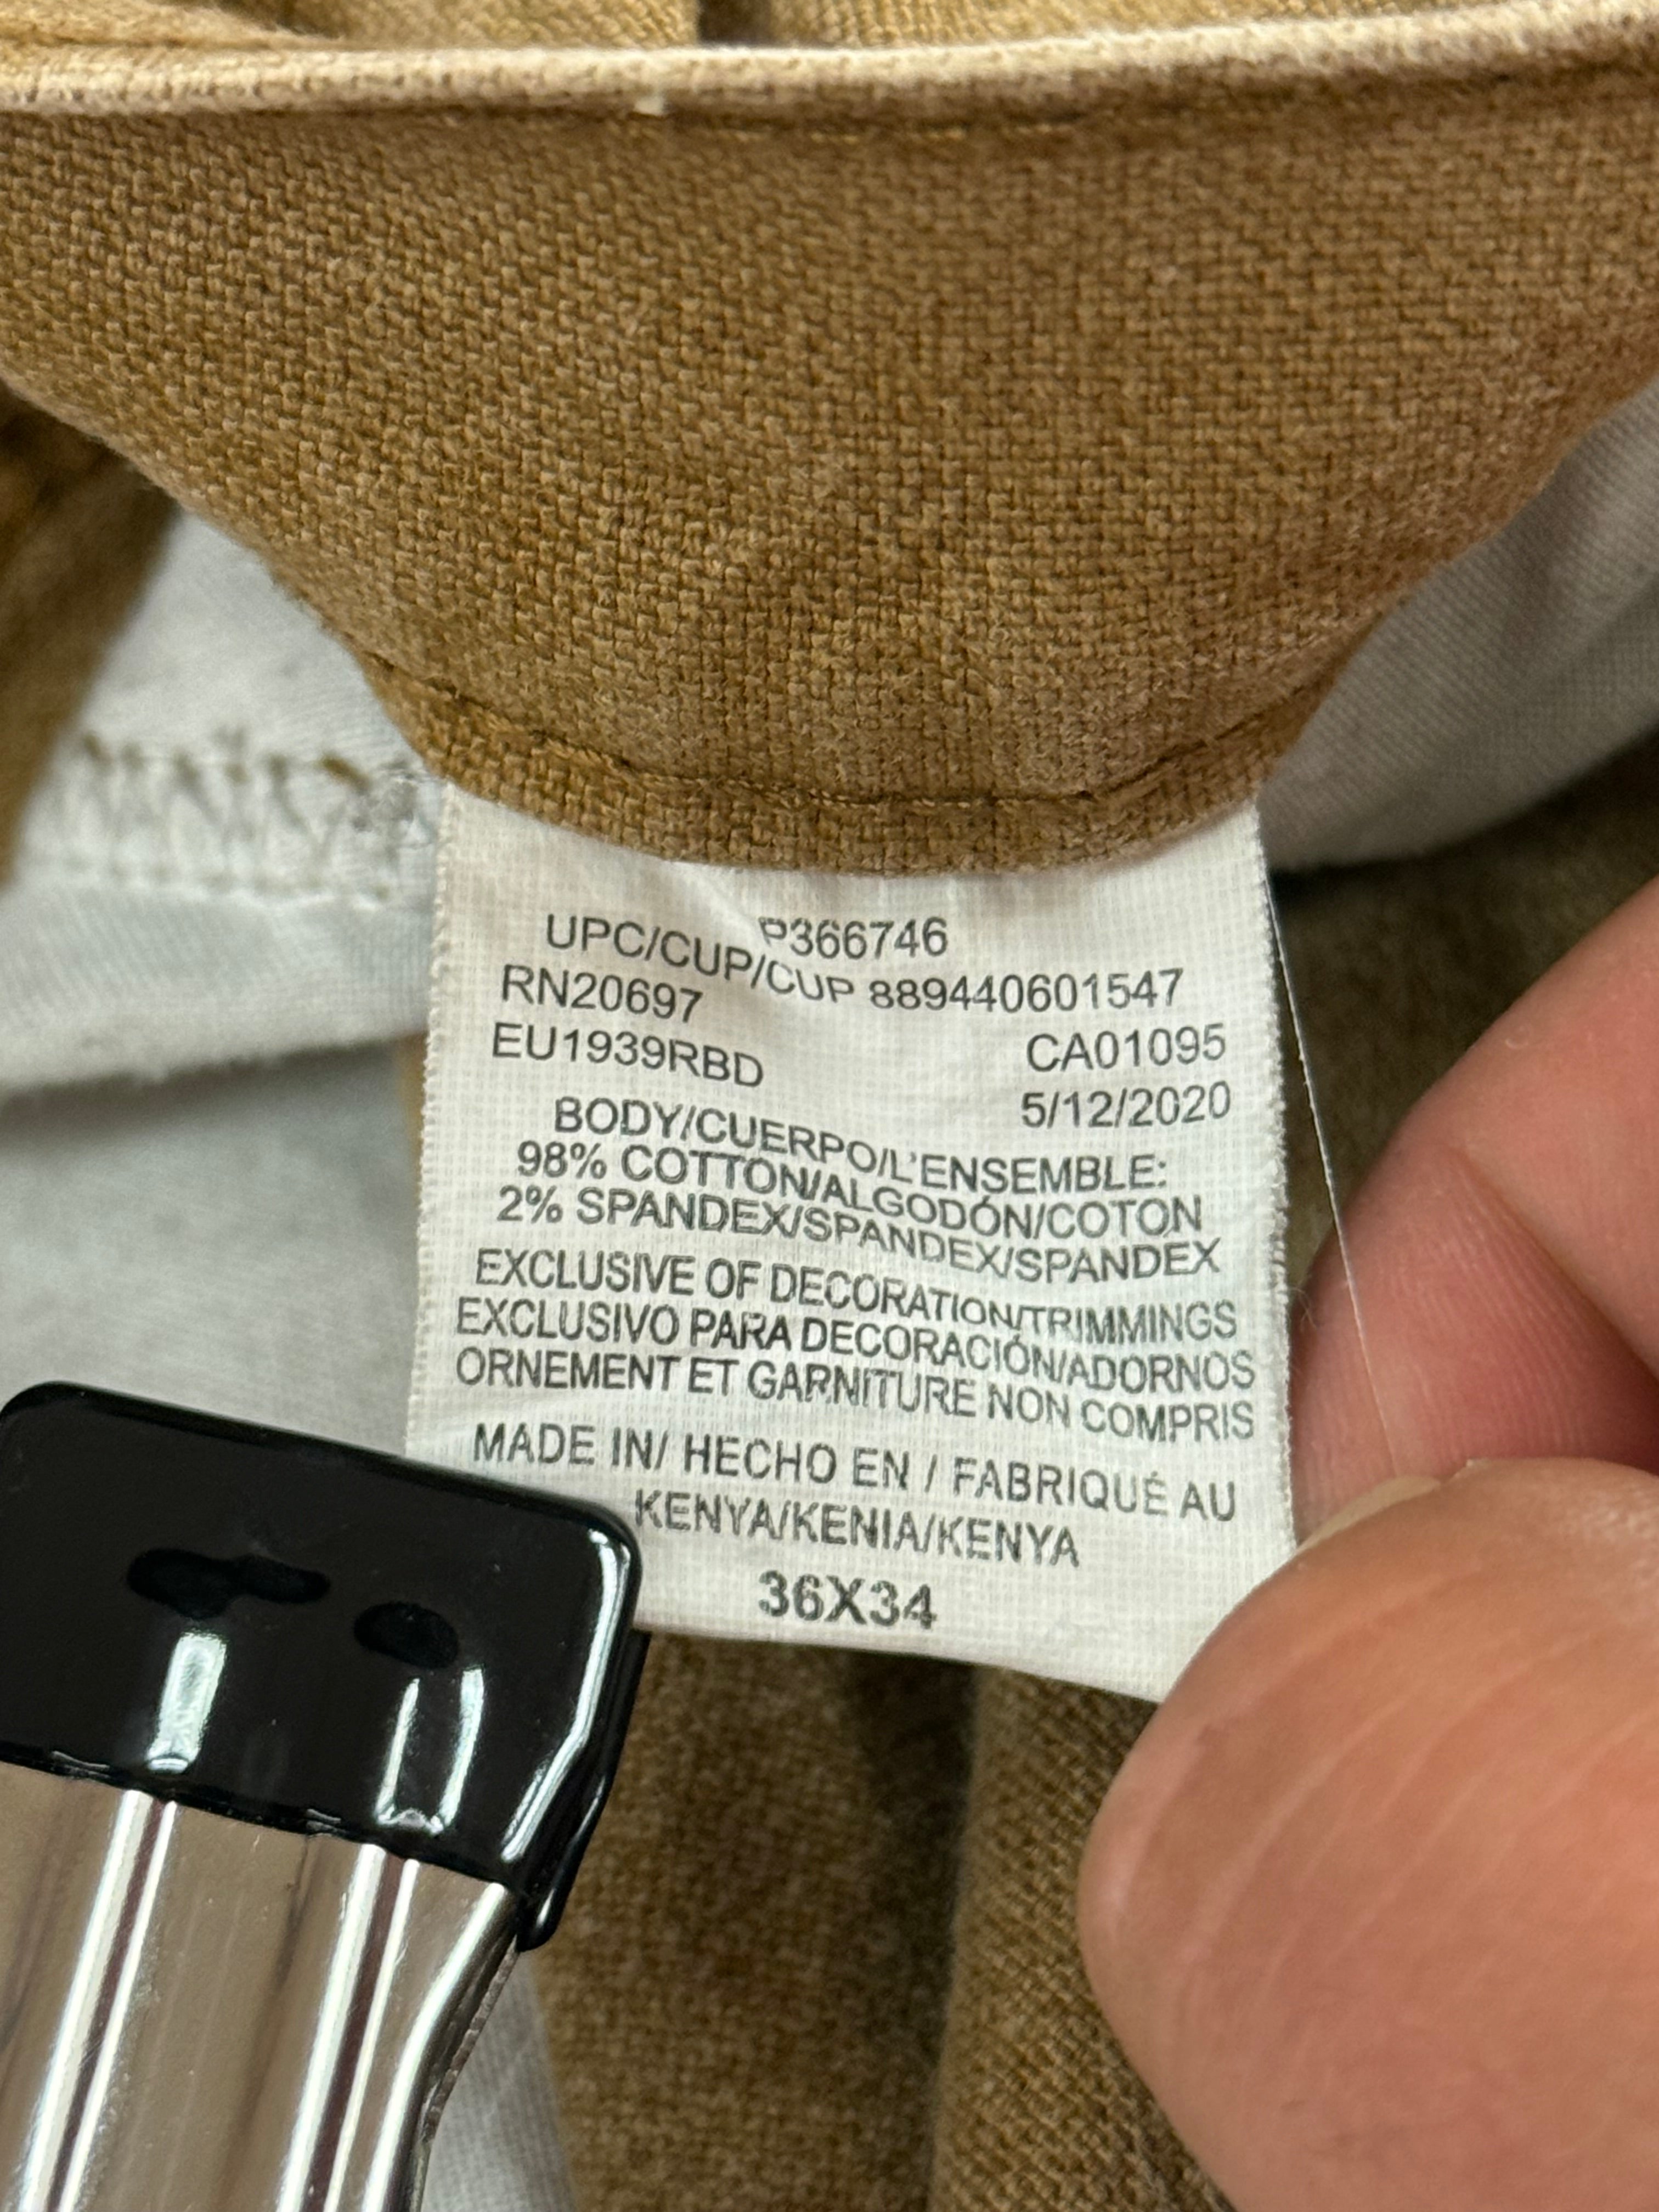 P366746
UPC/CUP/CUP 889440601547
RN20697 CA01095
EU1939RBD 5/12/2020
BODY/CUERPO/L'ENSEMBLE:
98% COTTON/ALGODÓN/COTON
2% SPANDEX/SPANDEX/SPANDEX
EXCLUSIVE OF DECORATION/TRIMMINGS
EXCLUSIVO PARA DECORACIÓN/ADORNOS
ORNEMENT ET GARNITURE NON COMPRIS
MADE IN/ HECHO EN / FABRIQUÉ AU
KENYA/KENIA/KENYA
36X34